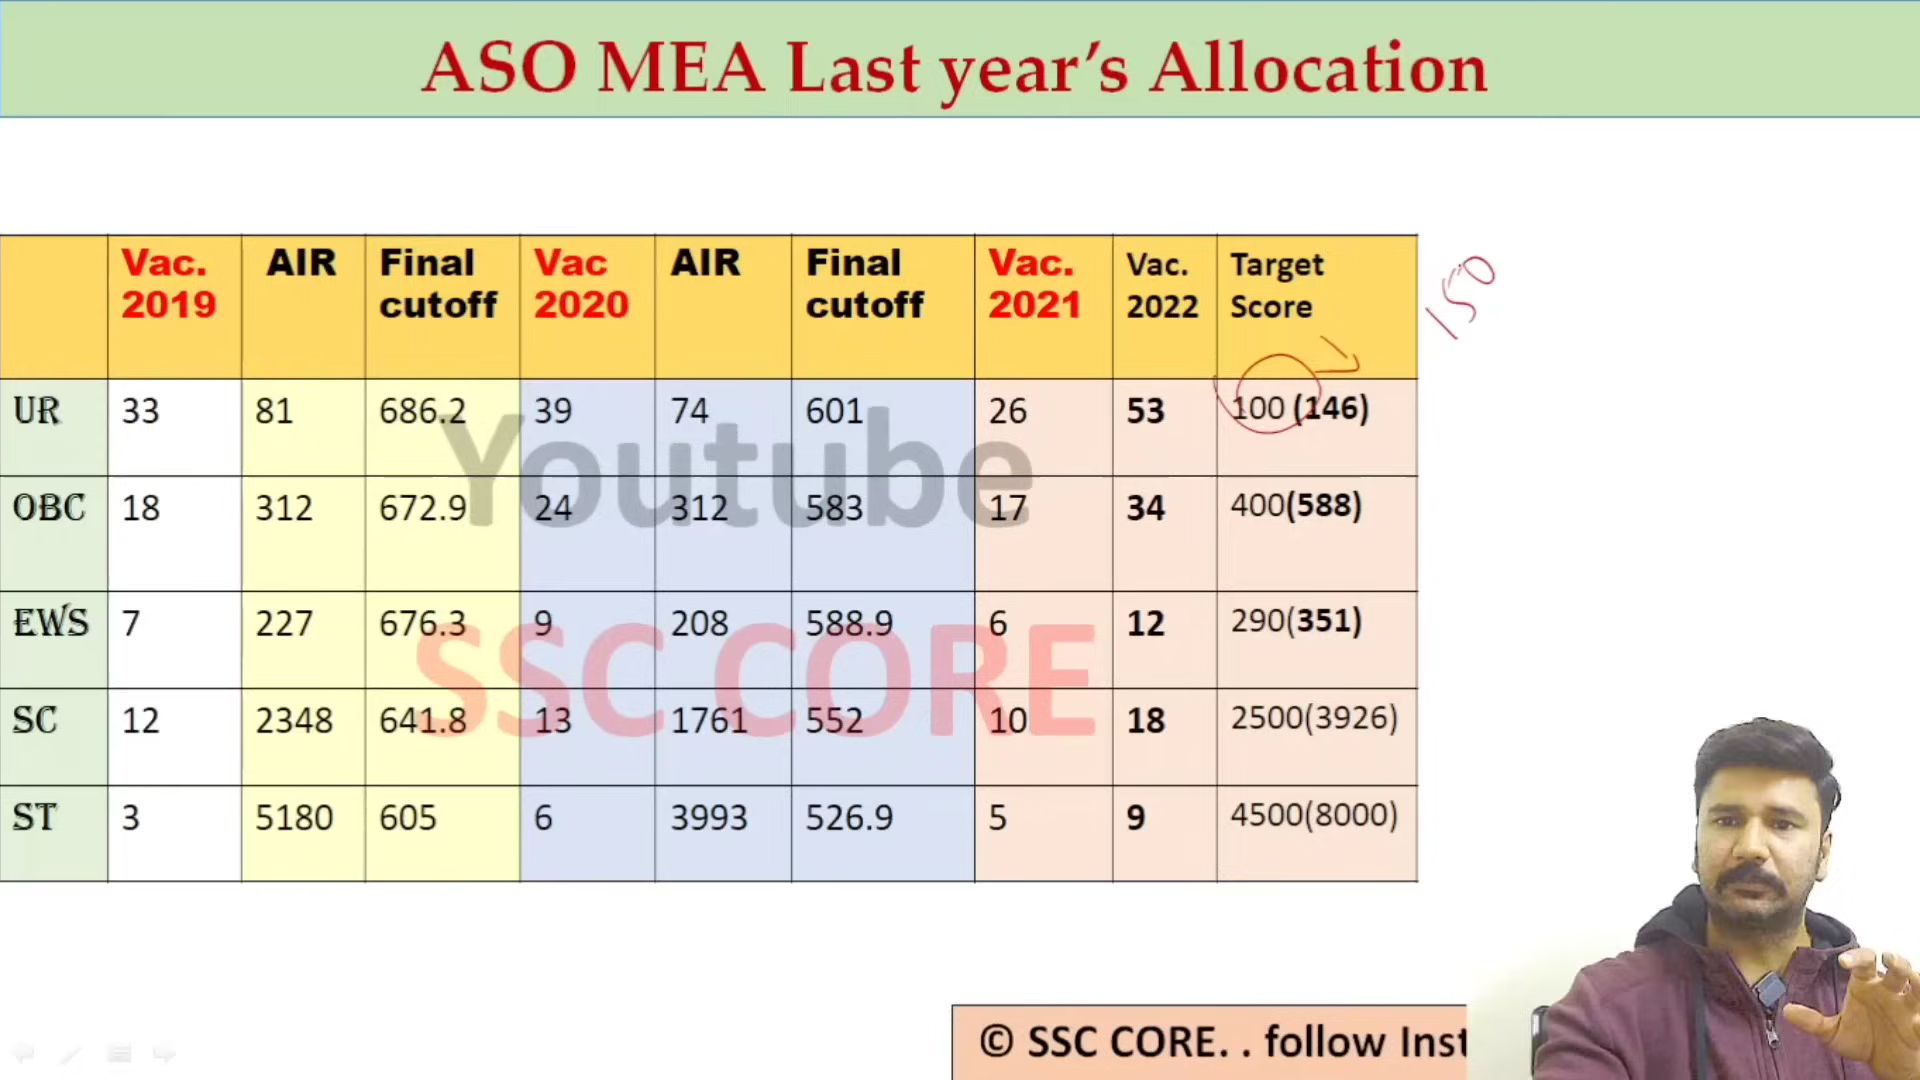 ASO MEA Last year's Allocation
Vac. 2019 AIR Final cutoff Vac 2020 AIR Final cutoff Vac. 2021 Vac. 2022 Target Score
150
UR 33 81 686.2 39 74 601 26 53 100 (146)
OBC 18 312 672.9 24 312 583 17 34 400(588)
EWS 7 227 676.3 9 208 588.9 6 12 290(351)
SC 12 2348 641.8 13 1761 552 10 18 2500(3926)
ST 3 5180 605 6 3993 526.9 5 9 4500(8000)
Youtube
SSC CORE
© SSC CORE. . follow Inst